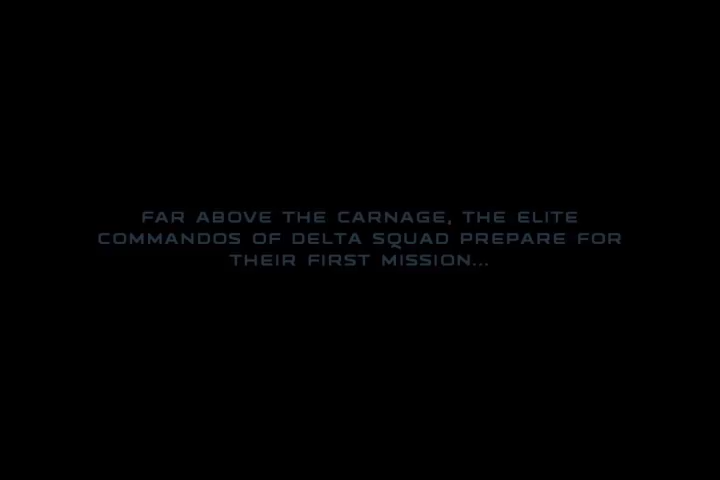 FAR ABOVE THE CARNAGE, THE ELITE
COMMANDOS OF DELTA SQUAD PREPARE FOR
THEIR FIRST MISSION...